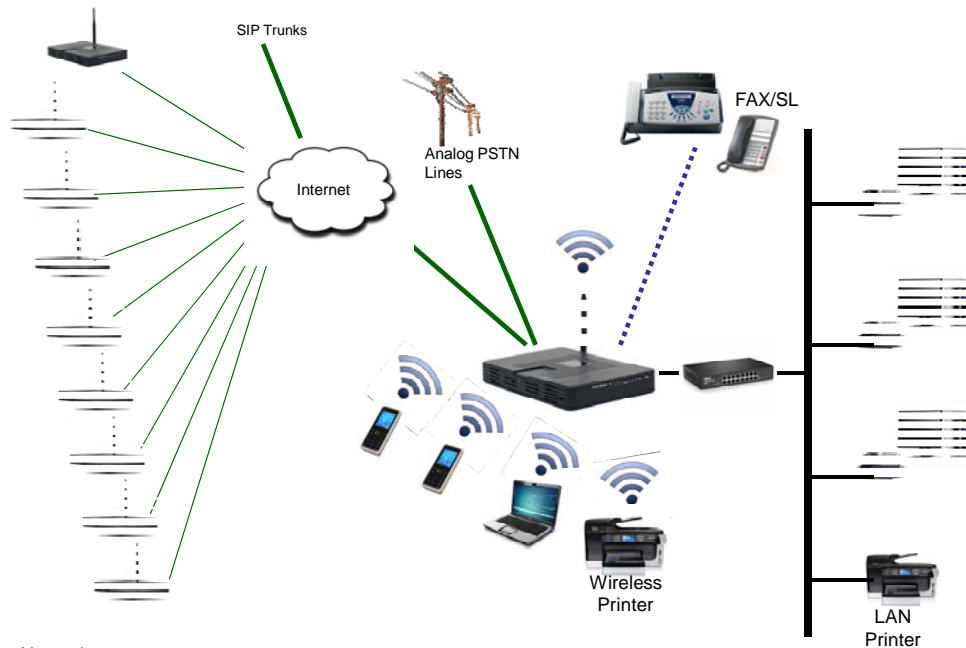 SIP Trunks
FAX/SL
Analog PSTN
Lines
Internet
Wireless
Printer
LAN
Printer